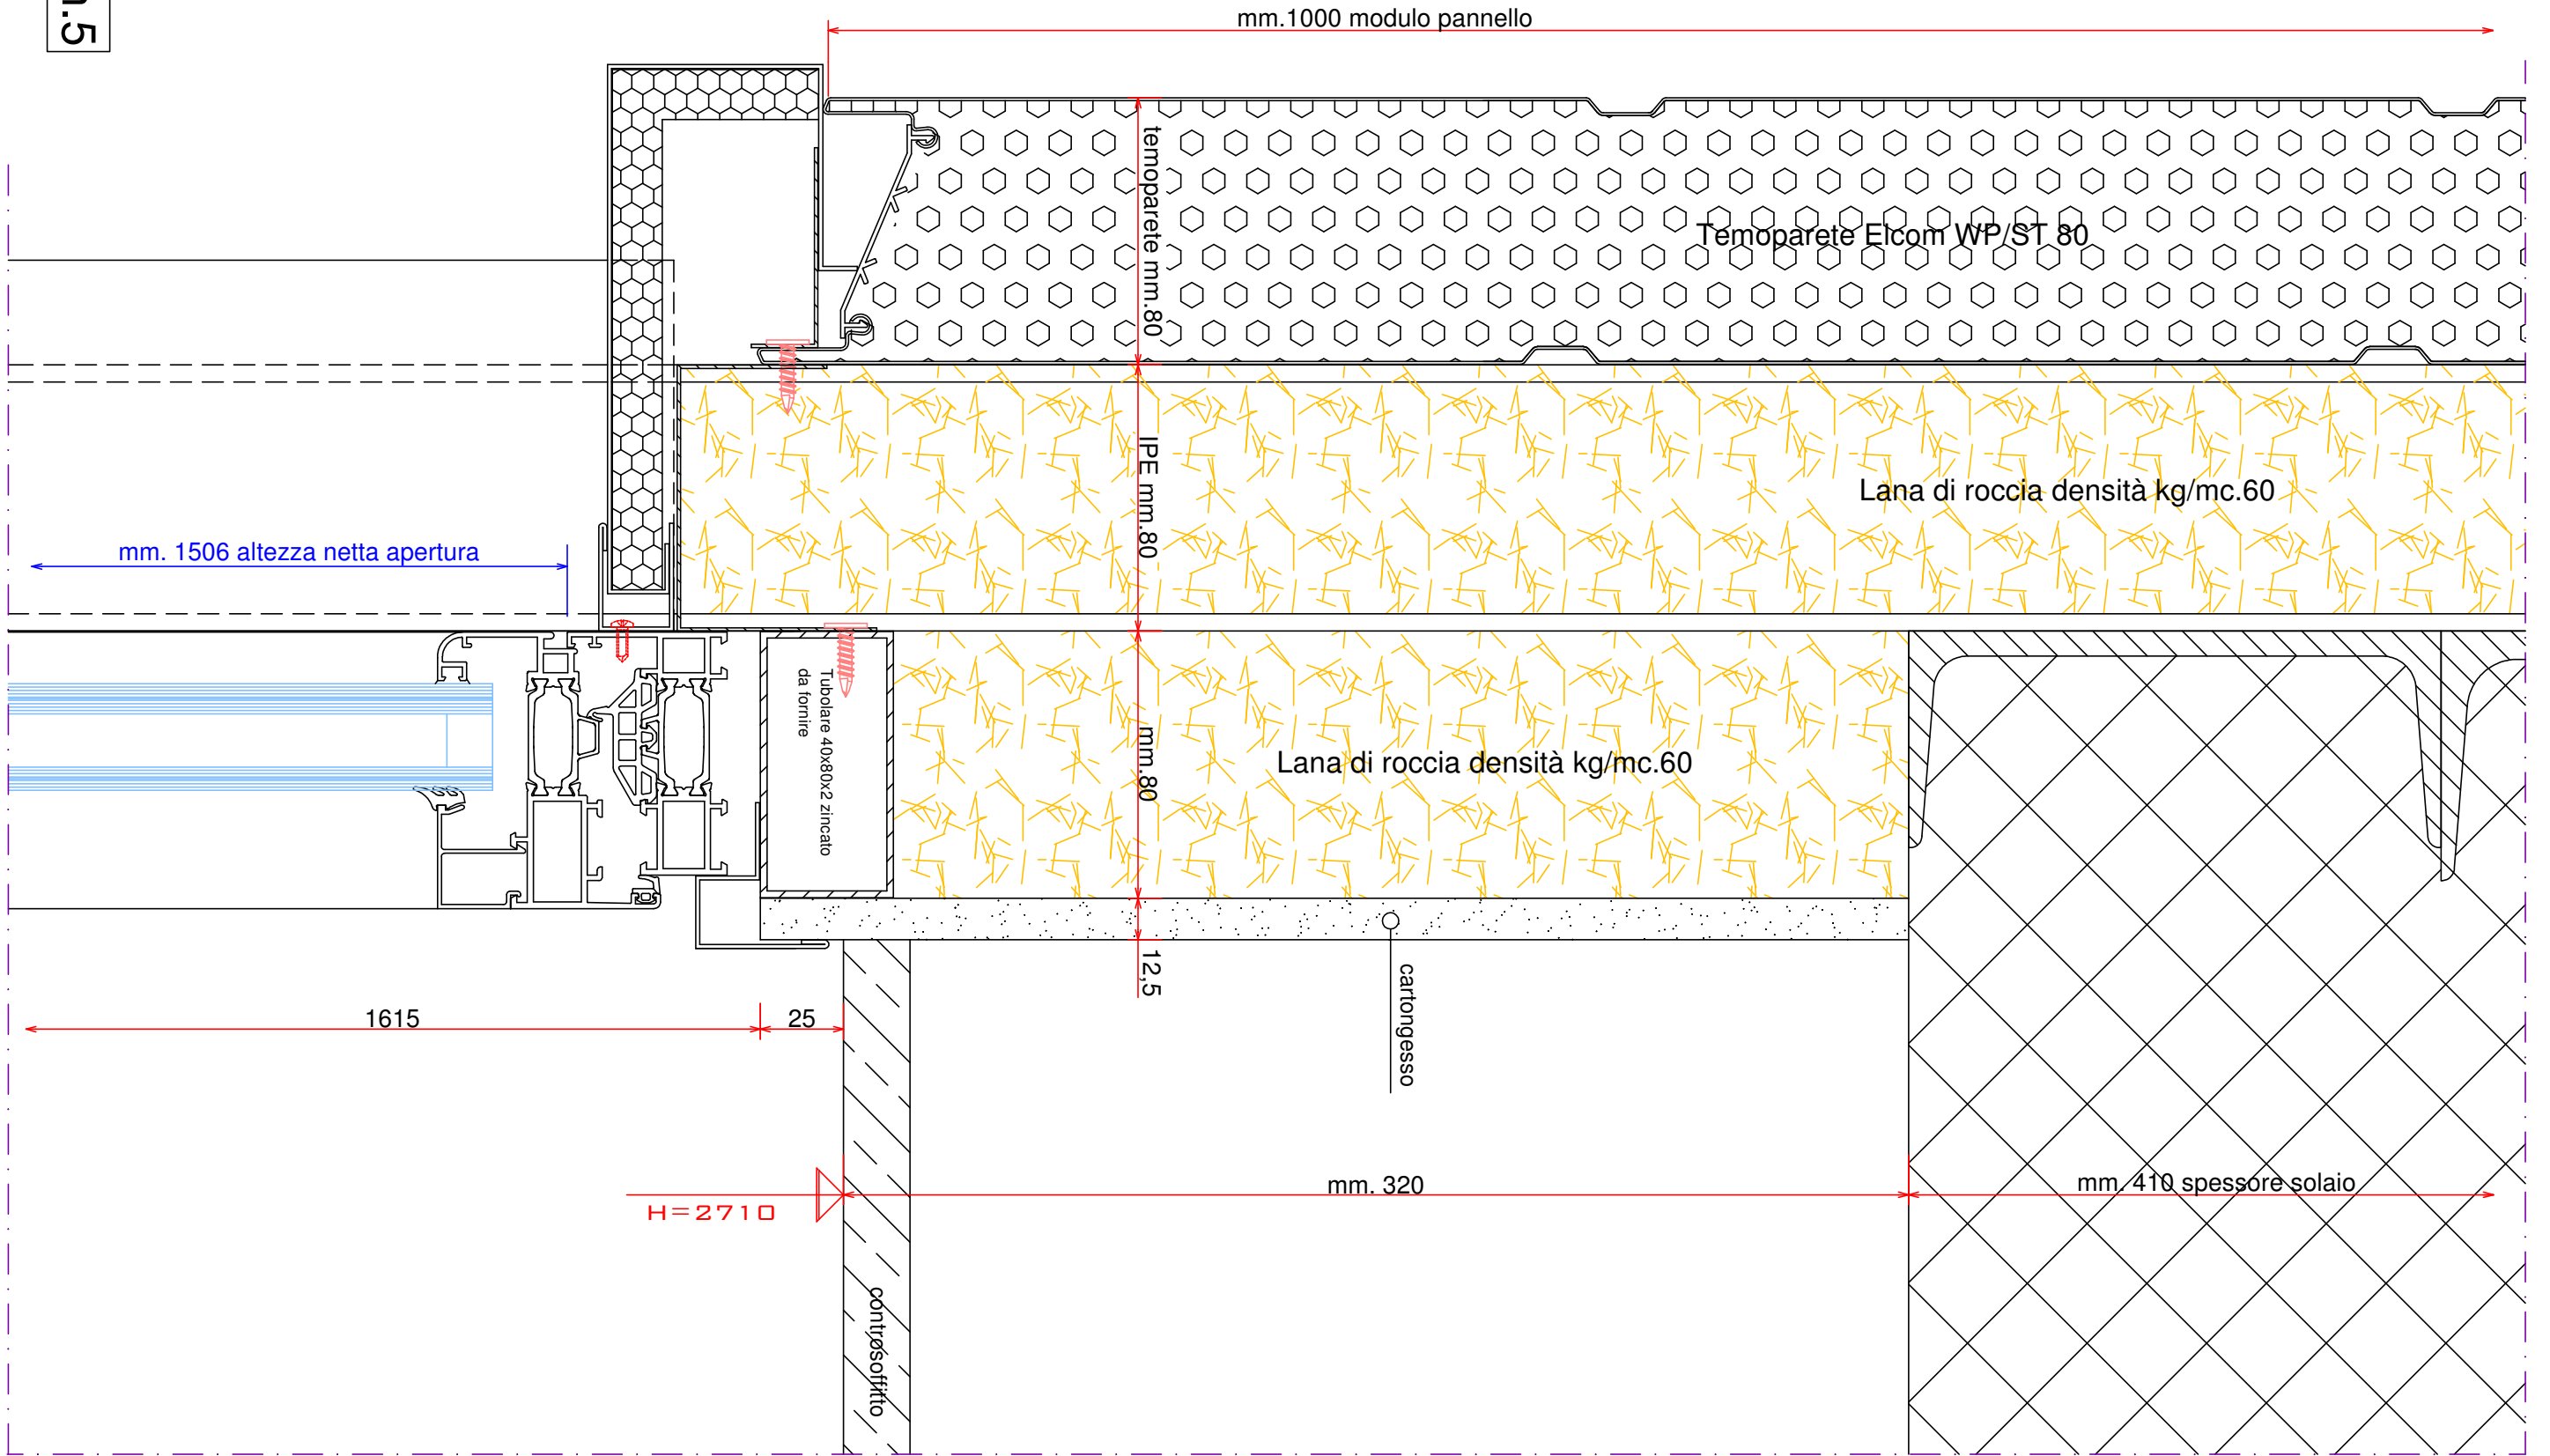 mm.1000 modulo pannello
temoparete mm.80
Temoparete Elcom WP/ST 80
IPE mm.80
Lana di roccia densità kg/mc.60
mm. 1506 altezza netta apertura
Tubolare 40x80x2 zincato
da fornire
mm.80
Lana di roccia densità kg/mc.60
12,5
cartongesso
1615
25
mm. 320
mm. 410 spessore solaio
H=2710
controsoffitto